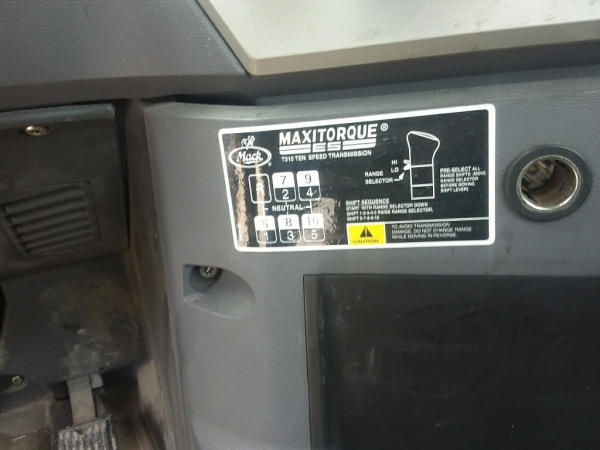 Mack
MAXITORQUE®
ES
T310 TEN SPEED TRANSMISSION
7 9
R 2 4
NEUTRAL
6 8 10
1 3 5
HI
LO
RANGE
SELECTOR
PRE-SELECT ALL
RANGE SHIFTS (MOVE
RANGE SELECTOR
BEFORE MOVING
SHIFT LEVER)
SHIFT SEQUENCE
START WITH RANGE SELECTOR DOWN
SHIFT 1-2-3-4-5 RAISE RANGE SELECTOR,
SHIFT 6-7-8-9-10
CAUTION
TO AVOID TRANSMISSION
DAMAGE, DO NOT CHANGE RANGE
WHILE MOVING IN REVERSE.